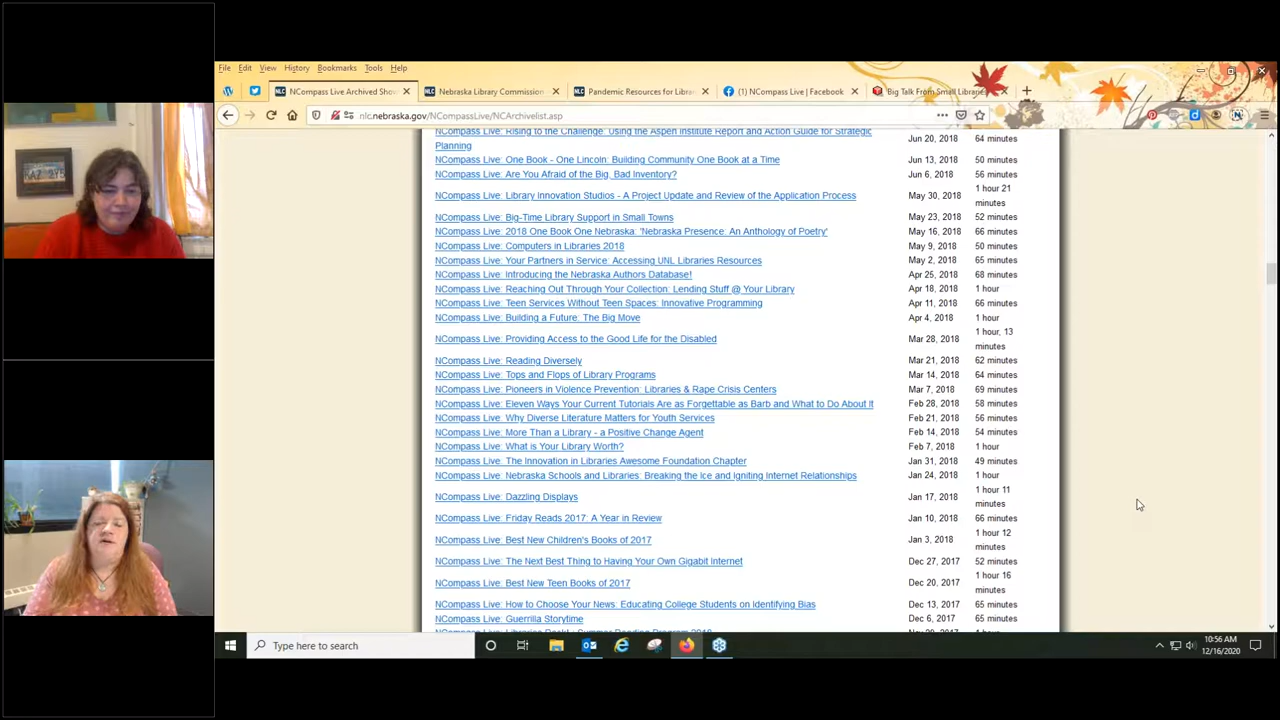 File Edit View History Bookmarks Tools Help
NCompass Live Archived Sho
Nebraska Library Commission
Pandemic Resources for Libra
(1) NCompass Live | Facebook
Big Talk From Small Librarie
nlc.nebraska.gov/NCompassLive/NCArchivelist.asp
NCompass Live: Rising to the Challenge: Using the Aspen Institute Report and Action Guide for Strategic Planning Jun 20, 2018 64 minutes
NCompass Live: One Book - One Lincoln: Building Community One Book at a Time Jun 13, 2018 50 minutes
NCompass Live: Are You Afraid of the Big, Bad Inventory? Jun 6, 2018 56 minutes
NCompass Live: Library Innovation Studios - A Project Update and Review of the Application Process May 30, 2018 1 hour 21 minutes
NCompass Live: Big-Time Library Support in Small Towns May 23, 2018 52 minutes
NCompass Live: 2018 One Book One Nebraska: 'Nebraska Presence: An Anthology of Poetry' May 16, 2018 66 minutes
NCompass Live: Computers in Libraries 2018 May 9, 2018 50 minutes
NCompass Live: Your Partners in Service: Accessing UNL Libraries Resources May 2, 2018 65 minutes
NCompass Live: Introducing the Nebraska Authors Database! Apr 25, 2018 68 minutes
NCompass Live: Reaching Out Through Your Collection: Lending Stuff @ Your Library Apr 18, 2018 1 hour
NCompass Live: Teen Services Without Teen Spaces: Innovative Programming Apr 11, 2018 66 minutes
NCompass Live: Building a Future: The Big Move Apr 4, 2018 1 hour
NCompass Live: Providing Access to the Good Life for the Disabled Mar 28, 2018 1 hour, 13 minutes
NCompass Live: Reading Diversely Mar 21, 2018 62 minutes
NCompass Live: Tops and Flops of Library Programs Mar 14, 2018 64 minutes
NCompass Live: Pioneers in Violence Prevention: Libraries & Rape Crisis Centers Mar 7, 2018 69 minutes
NCompass Live: Eleven Ways Your Current Tutorials Are as Forgettable as Barb and What to Do About It Feb 28, 2018 58 minutes
NCompass Live: Why Diverse Literature Matters for Youth Services Feb 21, 2018 56 minutes
NCompass Live: More Than a Library - a Positive Change Agent Feb 14, 2018 54 minutes
NCompass Live: What is Your Library Worth? Feb 7, 2018 1 hour
NCompass Live: The Innovation in Libraries Awesome Foundation Chapter Jan 31, 2018 49 minutes
NCompass Live: Nebraska Schools and Libraries: Breaking the Ice and Igniting Internet Relationships Jan 24, 2018 1 hour
NCompass Live: Dazzling Displays Jan 17, 2018 1 hour 11 minutes
NCompass Live: Friday Reads 2017: A Year in Review Jan 10, 2018 66 minutes
NCompass Live: Best New Children's Books of 2017 Jan 3, 2018 1 hour 12 minutes
NCompass Live: The Next Best Thing to Having Your Own Gigabit Internet Dec 27, 2017 52 minutes
NCompass Live: Best New Teen Books of 2017 Dec 20, 2017 1 hour 16 minutes
NCompass Live: How to Choose Your News: Educating College Students on Identifying Bias Dec 13, 2017 65 minutes
NCompass Live: Guerrilla Storytime Dec 6, 2017 65 minutes
Type here to search
10:56 AM
12/16/2020